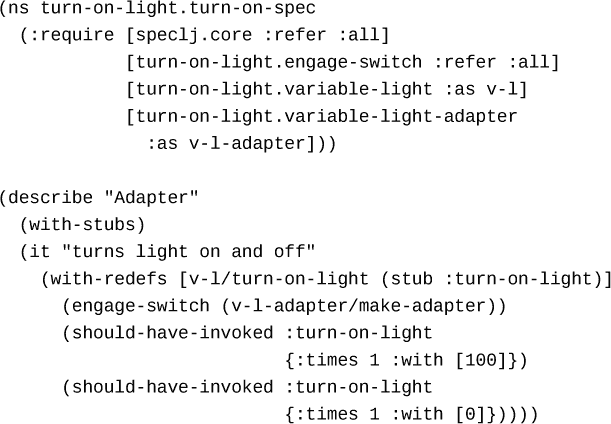 (ns turn-on-light.turn-on-spec
  (:require [speclj.core :refer :all]
            [turn-on-light.engage-switch :refer :all]
            [turn-on-light.variable-light :as v-l]
            [turn-on-light.variable-light-adapter
              :as v-l-adapter]))

(describe "Adapter"
  (with-stubs)
  (it "turns light on and off"
    (with-redefs [v-l/turn-on-light (stub :turn-on-light)]
      (engage-switch (v-l-adapter/make-adapter))
      (should-have-invoked :turn-on-light
                           {:times 1 :with [100]})
      (should-have-invoked :turn-on-light
                           {:times 1 :with [0]}))))